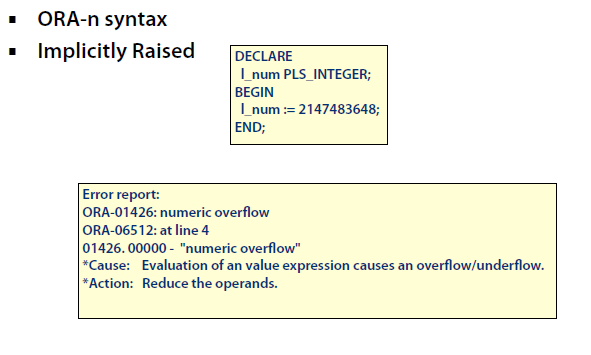 ▪ ORA-n syntax
▪ Implicitly Raised
DECLARE
l_num PLS_INTEGER;
BEGIN
l_num := 2147483648;
END;
Error report:
ORA-01426: numeric overflow
ORA-06512: at line 4
01426. 00000 - "numeric overflow"
*Cause: Evaluation of an value expression causes an overflow/underflow.
*Action: Reduce the operands.